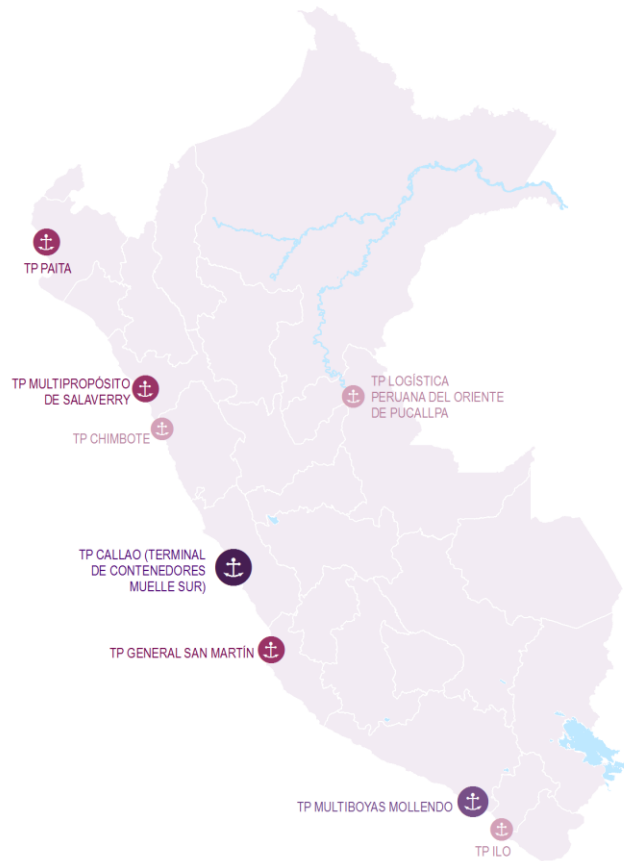 TP PAITA
TP MULTIPROPÓSITO
DE SALAVERRY
TP LOGÍSTICA
PERUANA DEL ORIENTE
DE PUCALLPA
TP CHIMBOTE
TP CALLAO (TERMINAL
DE CONTENEDORES
MUELLE SUR)
TP GENERAL SAN MARTÍN
TP MULTIBOYAS MOLLENDO
TP ILO